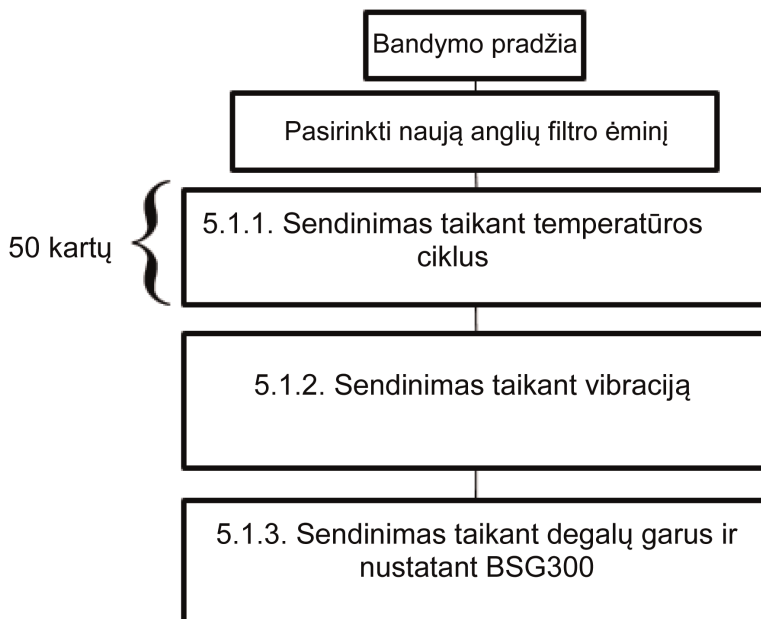 Bandymo pradžia
Pasirinkti naują anglių filtro ėminį
50 kartų
5.1.1. Sendinimas taikant temperatūros
ciklus
5.1.2. Sendinimas taikant vibraciją
5.1.3. Sendinimas taikant degalų garus ir
nustatant BSG300